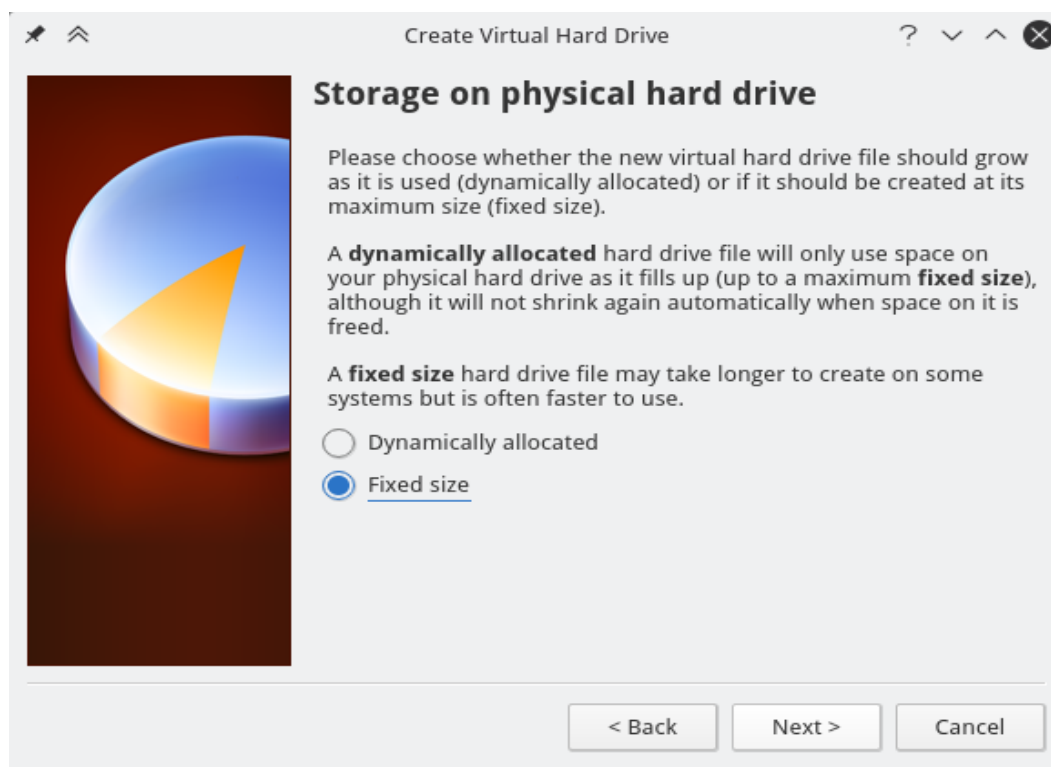 Create Virtual Hard Drive
Storage on physical hard drive
Please choose whether the new virtual hard drive file should grow
as it is used (dynamically allocated) or if it should be created at its
maximum size (fixed size).
A dynamically allocated hard drive file will only use space on
your physical hard drive as it fills up (up to a maximum fixed size),
although it will not shrink again automatically when space on it is
freed.
A fixed size hard drive file may take longer to create on some
systems but is often faster to use.
Dynamically allocated
Fixed size
< Back Next > Cancel